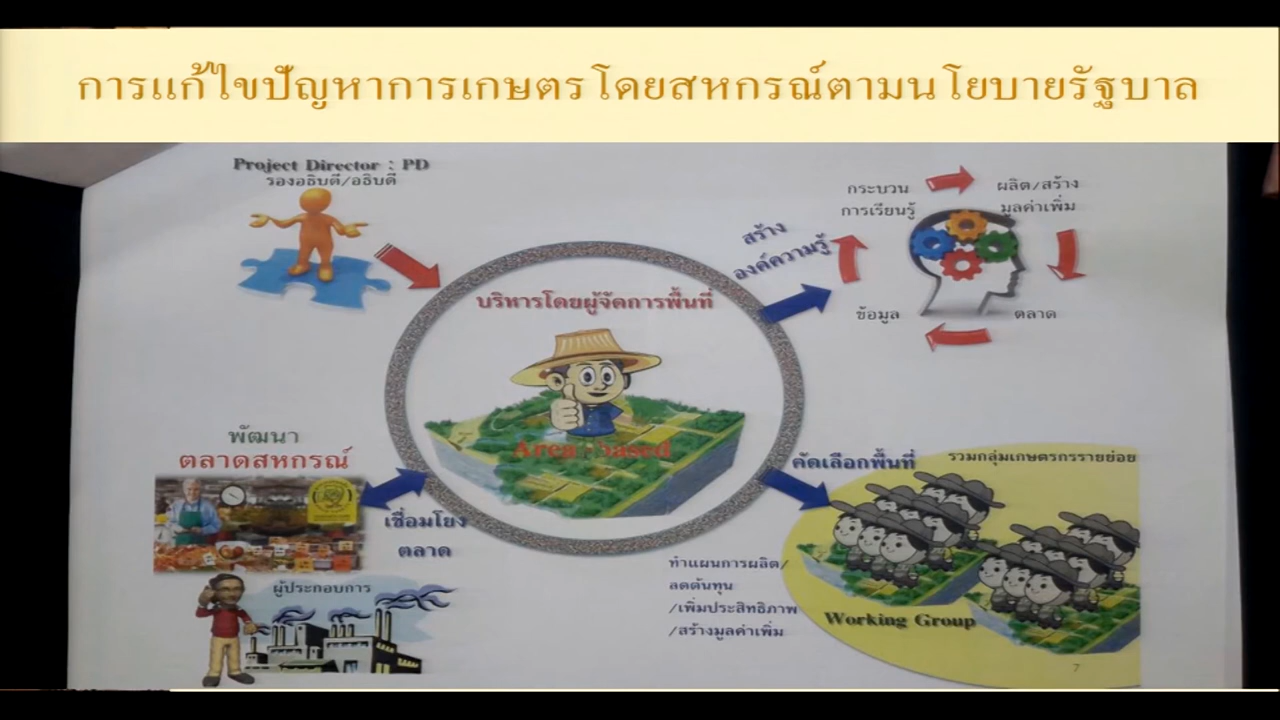 การแก้ไขปัญหาการเกษตรโดยสหกรณ์ตามนโยบายรัฐบาล
Project Director : PD
รองอธิบดี/อธิบดี
กระบวน
การเรียนรู้
ผลิต/สร้าง
มูลค่าเพิ่ม
สร้าง
องค์ความรู้
ข้อมูล
ตลาด
บริหารโดยผู้จัดการพื้นที่
Area-based
พัฒนา
ตลาดสหกรณ์
เชื่อมโยง
ตลาด
ผู้ประกอบการ
คัดเลือกพื้นที่
รวมกลุ่มเกษตรกรรายย่อย
ทำแผนการผลิต/
ลดต้นทุน
/เพิ่มประสิทธิภาพ
/สร้างมูลค่าเพิ่ม
Working Group
7